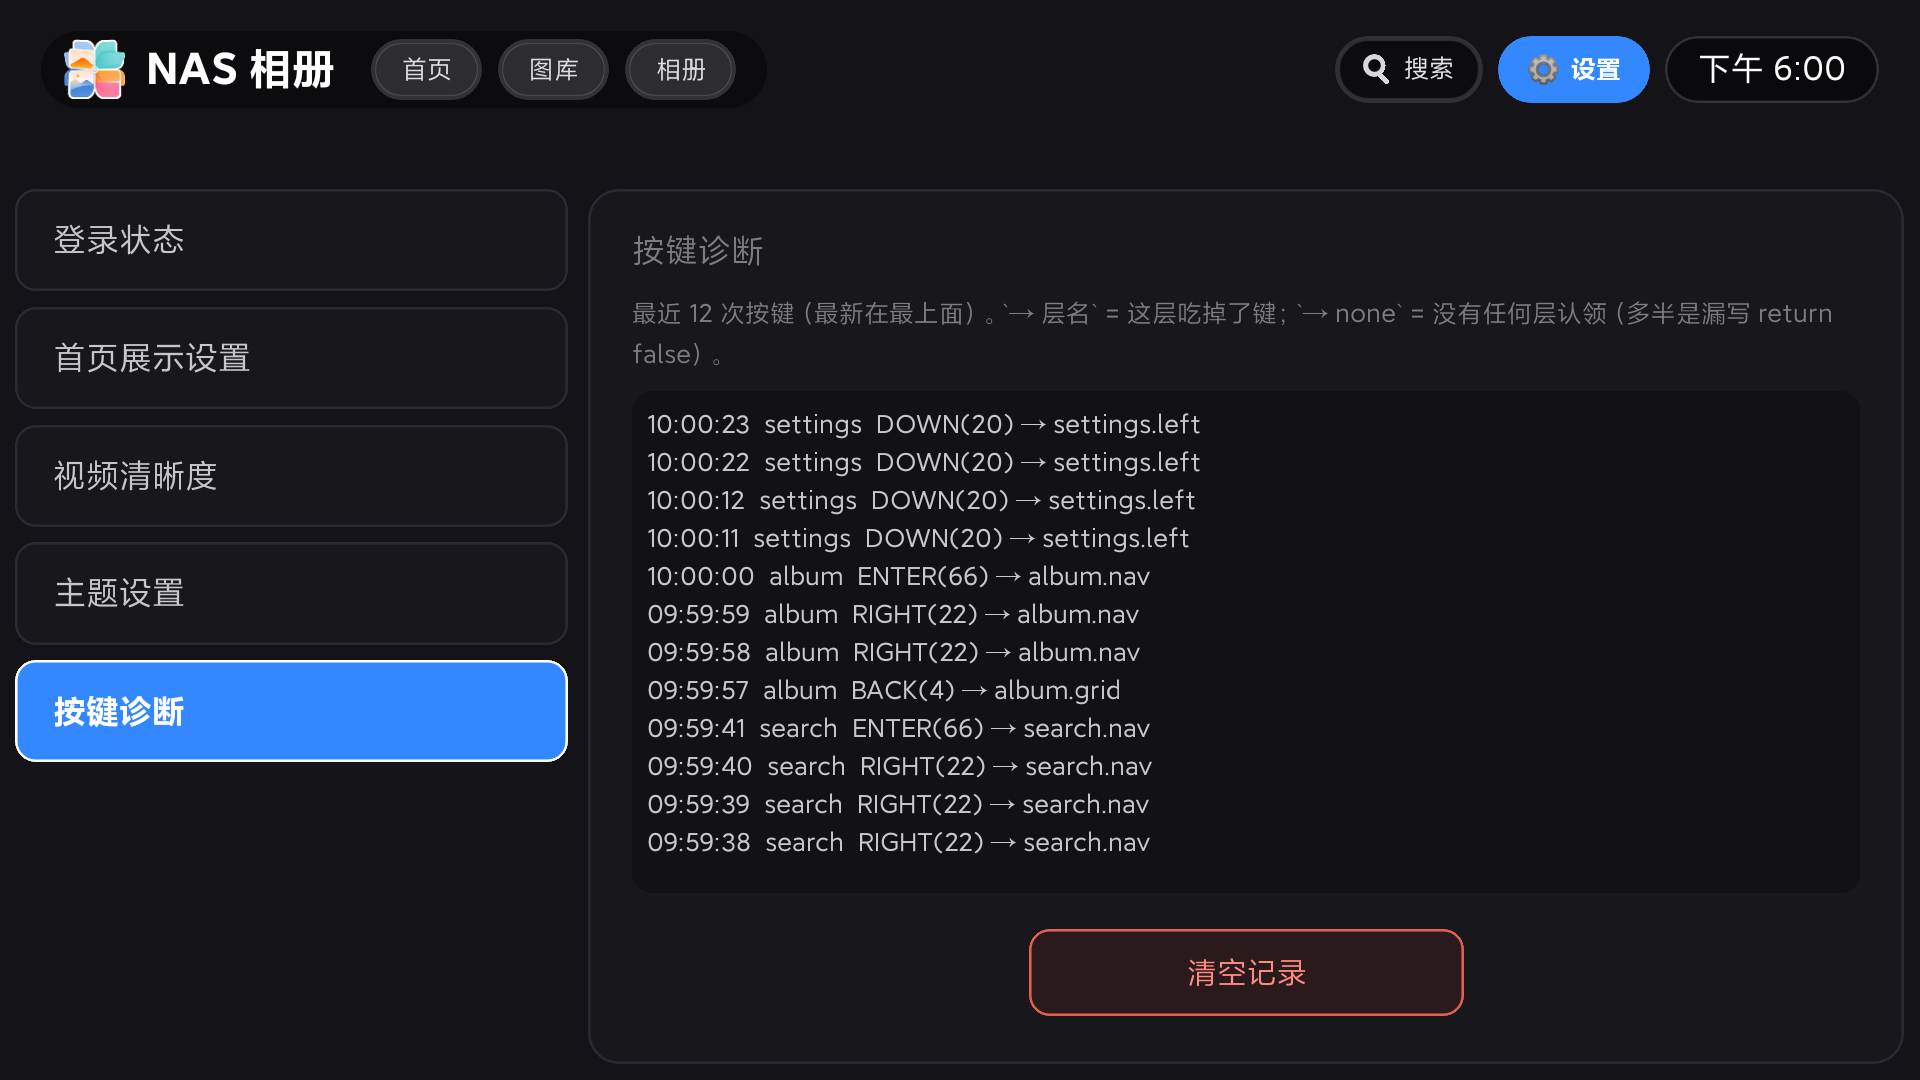 NAS 相册
首页
图库
相册
搜索
设置
下午 6:00
登录状态
首页展示设置
视频清晰度
主题设置
按键诊断
按键诊断
最近 12 次按键（最新在最上面）。`→ 层名` = 这层吃掉了键；`→ none` = 没有任何层认领（多半是漏写 return
false）。
10:00:23 settings DOWN(20) → settings.left
10:00:22 settings DOWN(20) → settings.left
10:00:12 settings DOWN(20) → settings.left
10:00:11 settings DOWN(20) → settings.left
10:00:00 album ENTER(66) → album.nav
09:59:59 album RIGHT(22) → album.nav
09:59:58 album RIGHT(22) → album.nav
09:59:57 album BACK(4) → album.grid
09:59:41 search ENTER(66) → search.nav
09:59:40 search RIGHT(22) → search.nav
09:59:39 search RIGHT(22) → search.nav
09:59:38 search RIGHT(22) → search.nav
清空记录